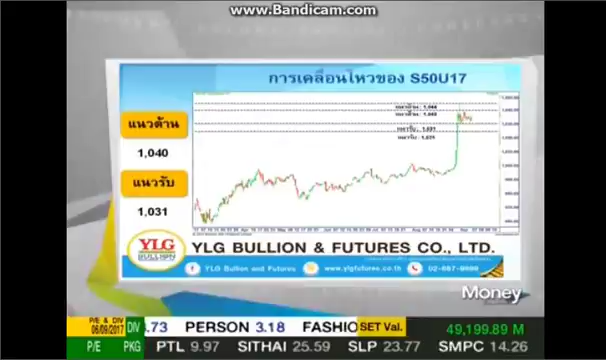 www.Bandicam.com
การเคลื่อนไหวของ S50U17
แนวต้าน
1,040
แนวรับ
1,031
YLG
BULLION
YLG BULLION & FUTURES CO., LTD.
YLG Bullion and Futures
www.ylgfutures.co.th
02-687-9999
Money
P/E & DIV
06/09/2017
DIV
.73 PERSON 3.18 FASHIO
SET Val.
49,199.89 M
P/E
PKG
PTL 9.97 SITHAI 25.59 SLP 23.77 SMPC 14.26